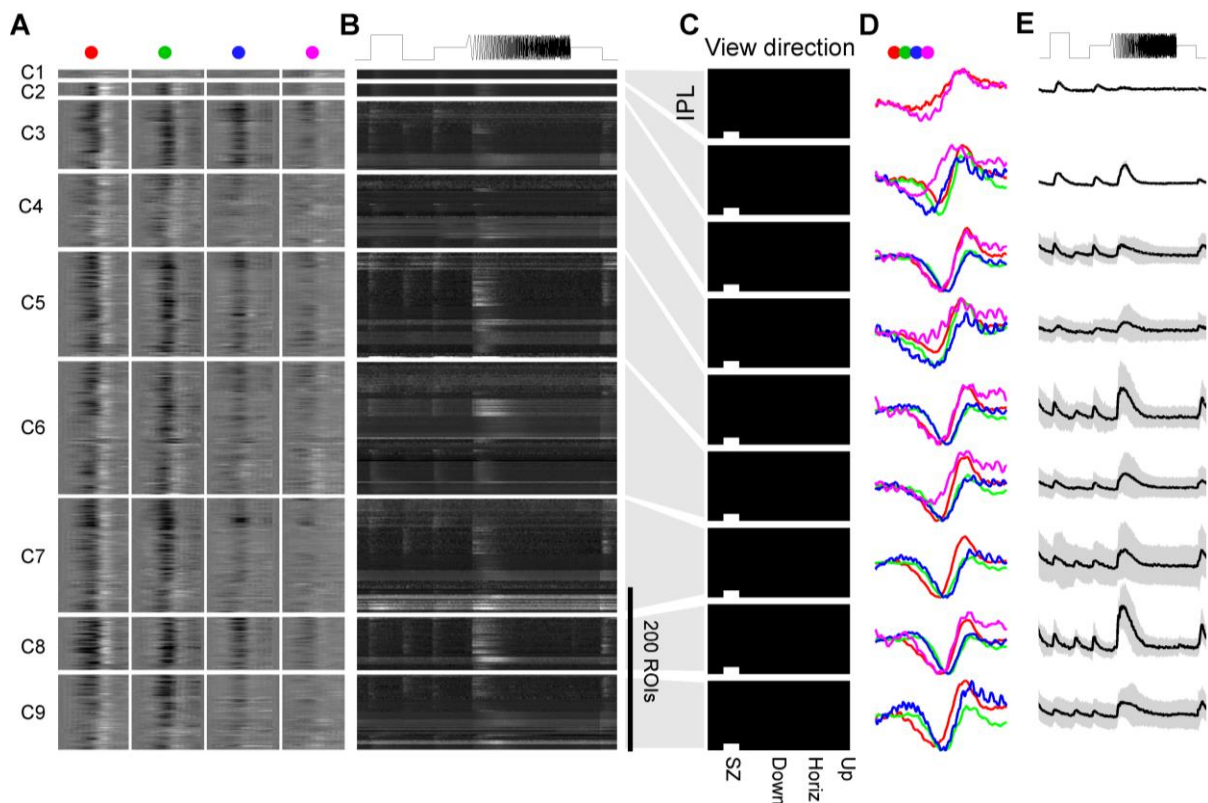 A
B
C
D
E
View direction
IPL
C1
C2
C3
C4
C5
C6
C7
C8
C9
200 ROIs
SZ
Down
Horiz
Up